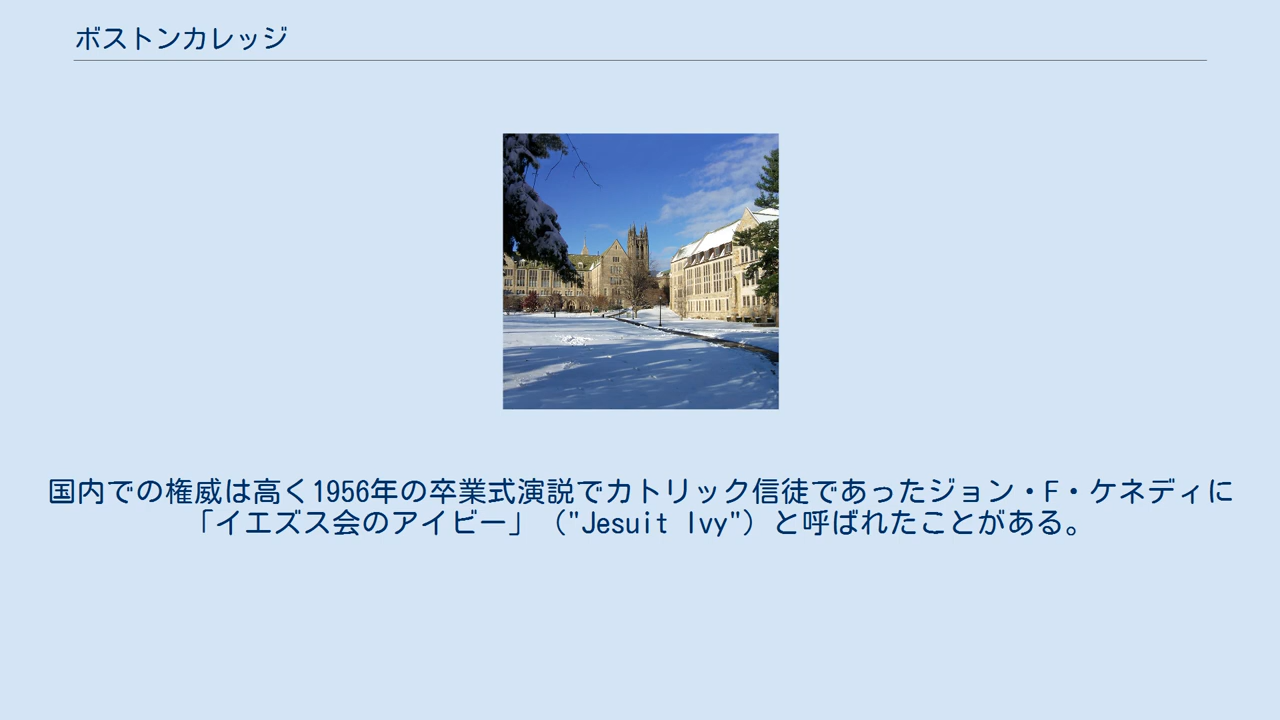 ボストンカレッジ
国内での権威は高く1956年の卒業式演説でカトリック信徒であったジョン・F・ケネディに
「イエズス会のアイビー」（"Jesuit Ivy"）と呼ばれたことがある。